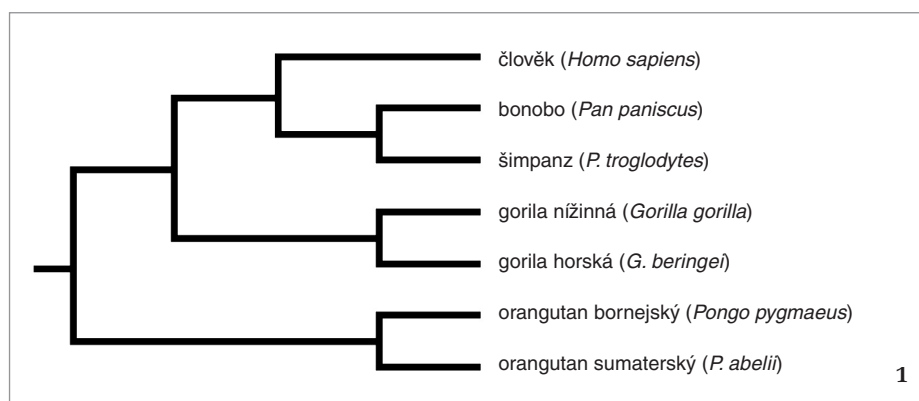 člověk (Homo sapiens)
bonobo (Pan paniscus)
šimpanz (P. troglodytes)
gorila nížinná (Gorilla gorilla)
gorila horská (G. beringei)
orangutan bornejský (Pongo pygmaeus)
orangutan sumaterský (P. abelii)
1